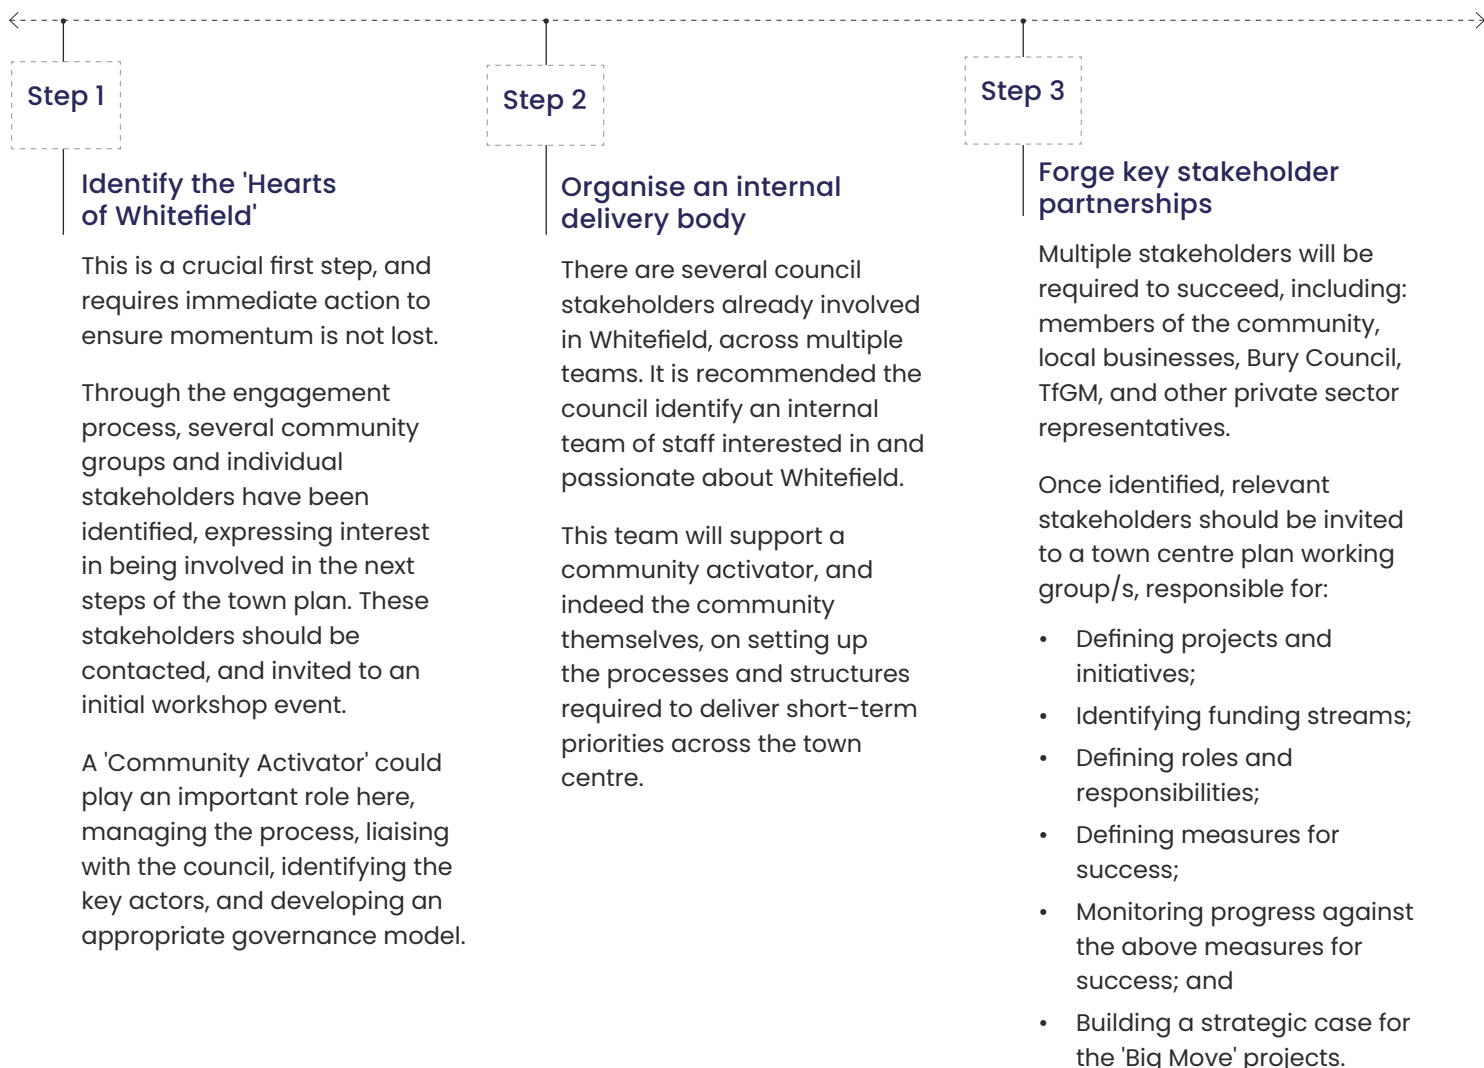 Step 1
Identify the 'Hearts
of Whitefield'
This is a crucial first step, and
requires immediate action to
ensure momentum is not lost.
Through the engagement
process, several community
groups and individual
stakeholders have been
identified, expressing interest
in being involved in the next
steps of the town plan. These
stakeholders should be
contacted, and invited to an
initial workshop event.
A 'Community Activator' could
play an important role here,
managing the process, liaising
with the council, identifying the
key actors, and developing an
appropriate governance model.
Step 2
Organise an internal
delivery body
There are several council
stakeholders already involved
in Whitefield, across multiple
teams. It is recommended the
council identify an internal
team of staff interested in and
passionate about Whitefield.
This team will support a
community activator, and
indeed the community
themselves, on setting up
the processes and structures
required to deliver short-term
priorities across the town
centre.
Step 3
Forge key stakeholder
partnerships
Multiple stakeholders will be
required to succeed, including:
members of the community,
local businesses, Bury Council,
TfGM, and other private sector
representatives.
Once identified, relevant
stakeholders should be invited
to a town centre plan working
group/s, responsible for:
• Defining projects and
initiatives;
• Identifying funding streams;
• Defining roles and
responsibilities;
• Defining measures for
success;
• Monitoring progress against
the above measures for
success; and
• Building a strategic case for
the 'Big Move' projects.